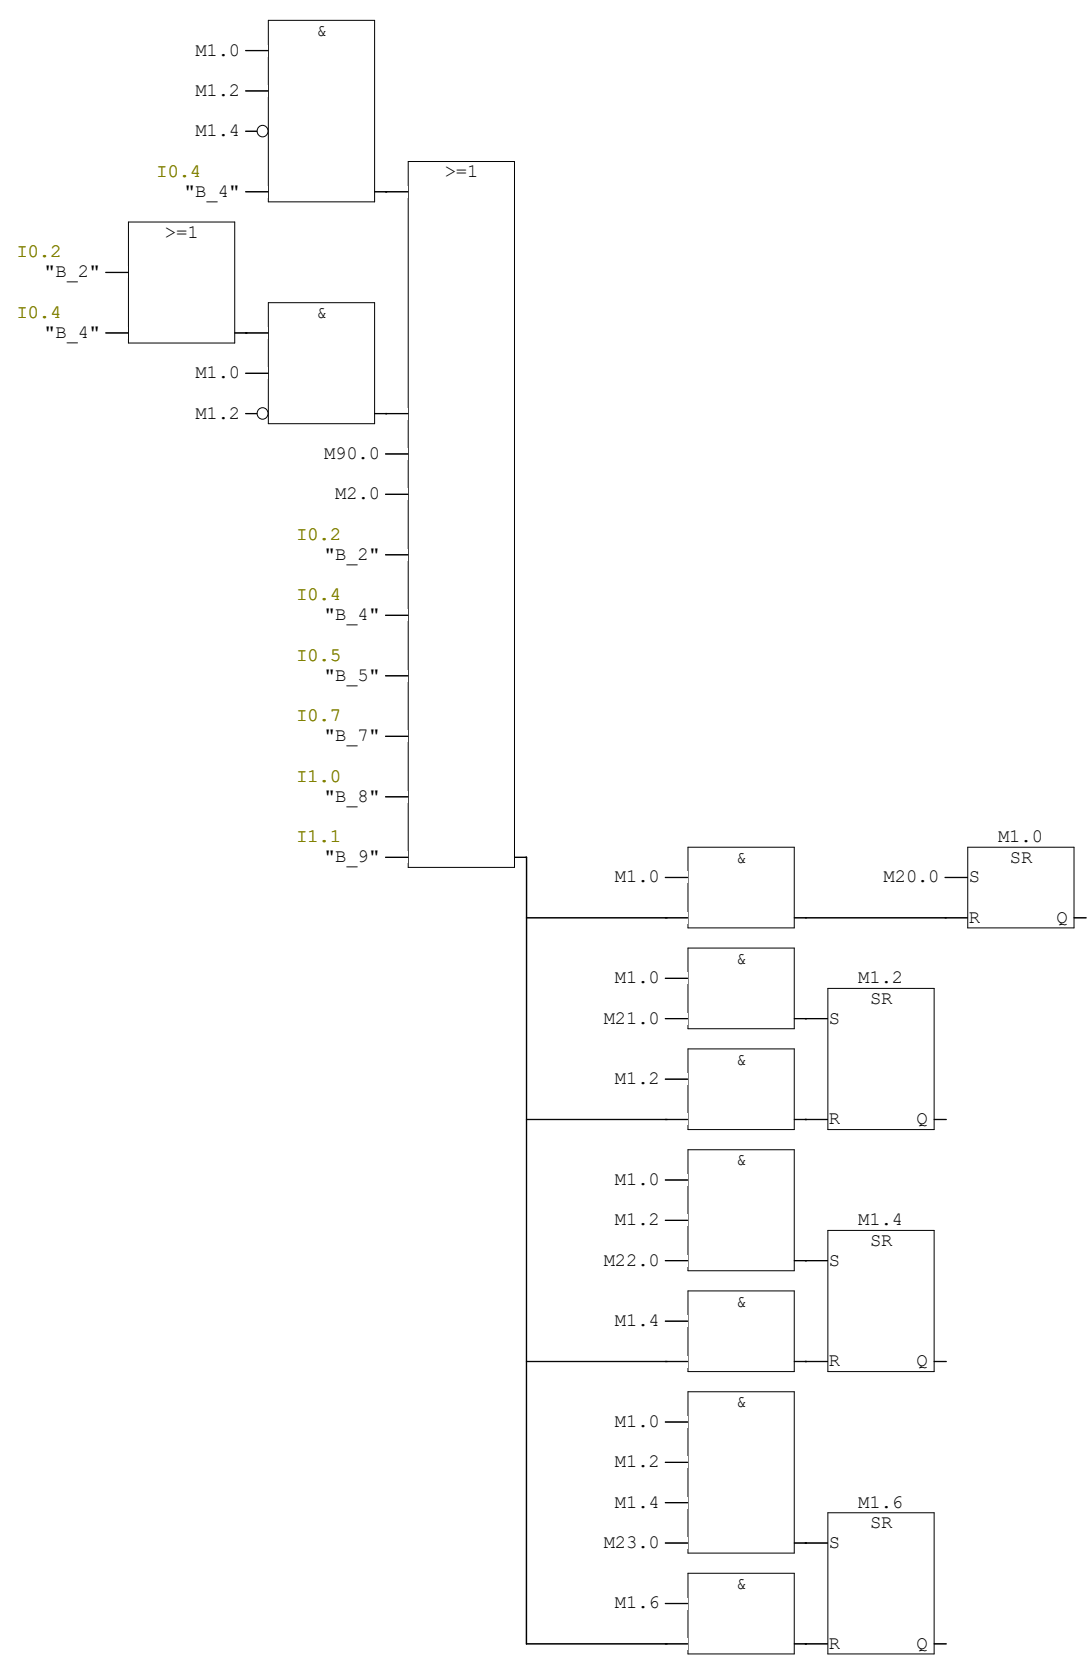 &
M1.0
M1.2
M1.4
I0.4
"B_4"
>=1
>=1
I0.2
"B_2"
I0.4
"B_4"
&
M1.0
M1.2
M90.0
M2.0
I0.2
"B_2"
I0.4
"B_4"
I0.5
"B_5"
I0.7
"B_7"
I1.0
"B_8"
I1.1
"B_9"
M1.0
& SR
M1.0 M20.0 S
R Q
&
M1.0 M1.2
SR
M21.0 S
&
M1.2
R Q
&
M1.0
M1.2 M1.4
SR
M22.0 S
&
M1.4
R Q
&
M1.0
M1.2
M1.4 M1.6
SR
M23.0 S
&
M1.6
R Q